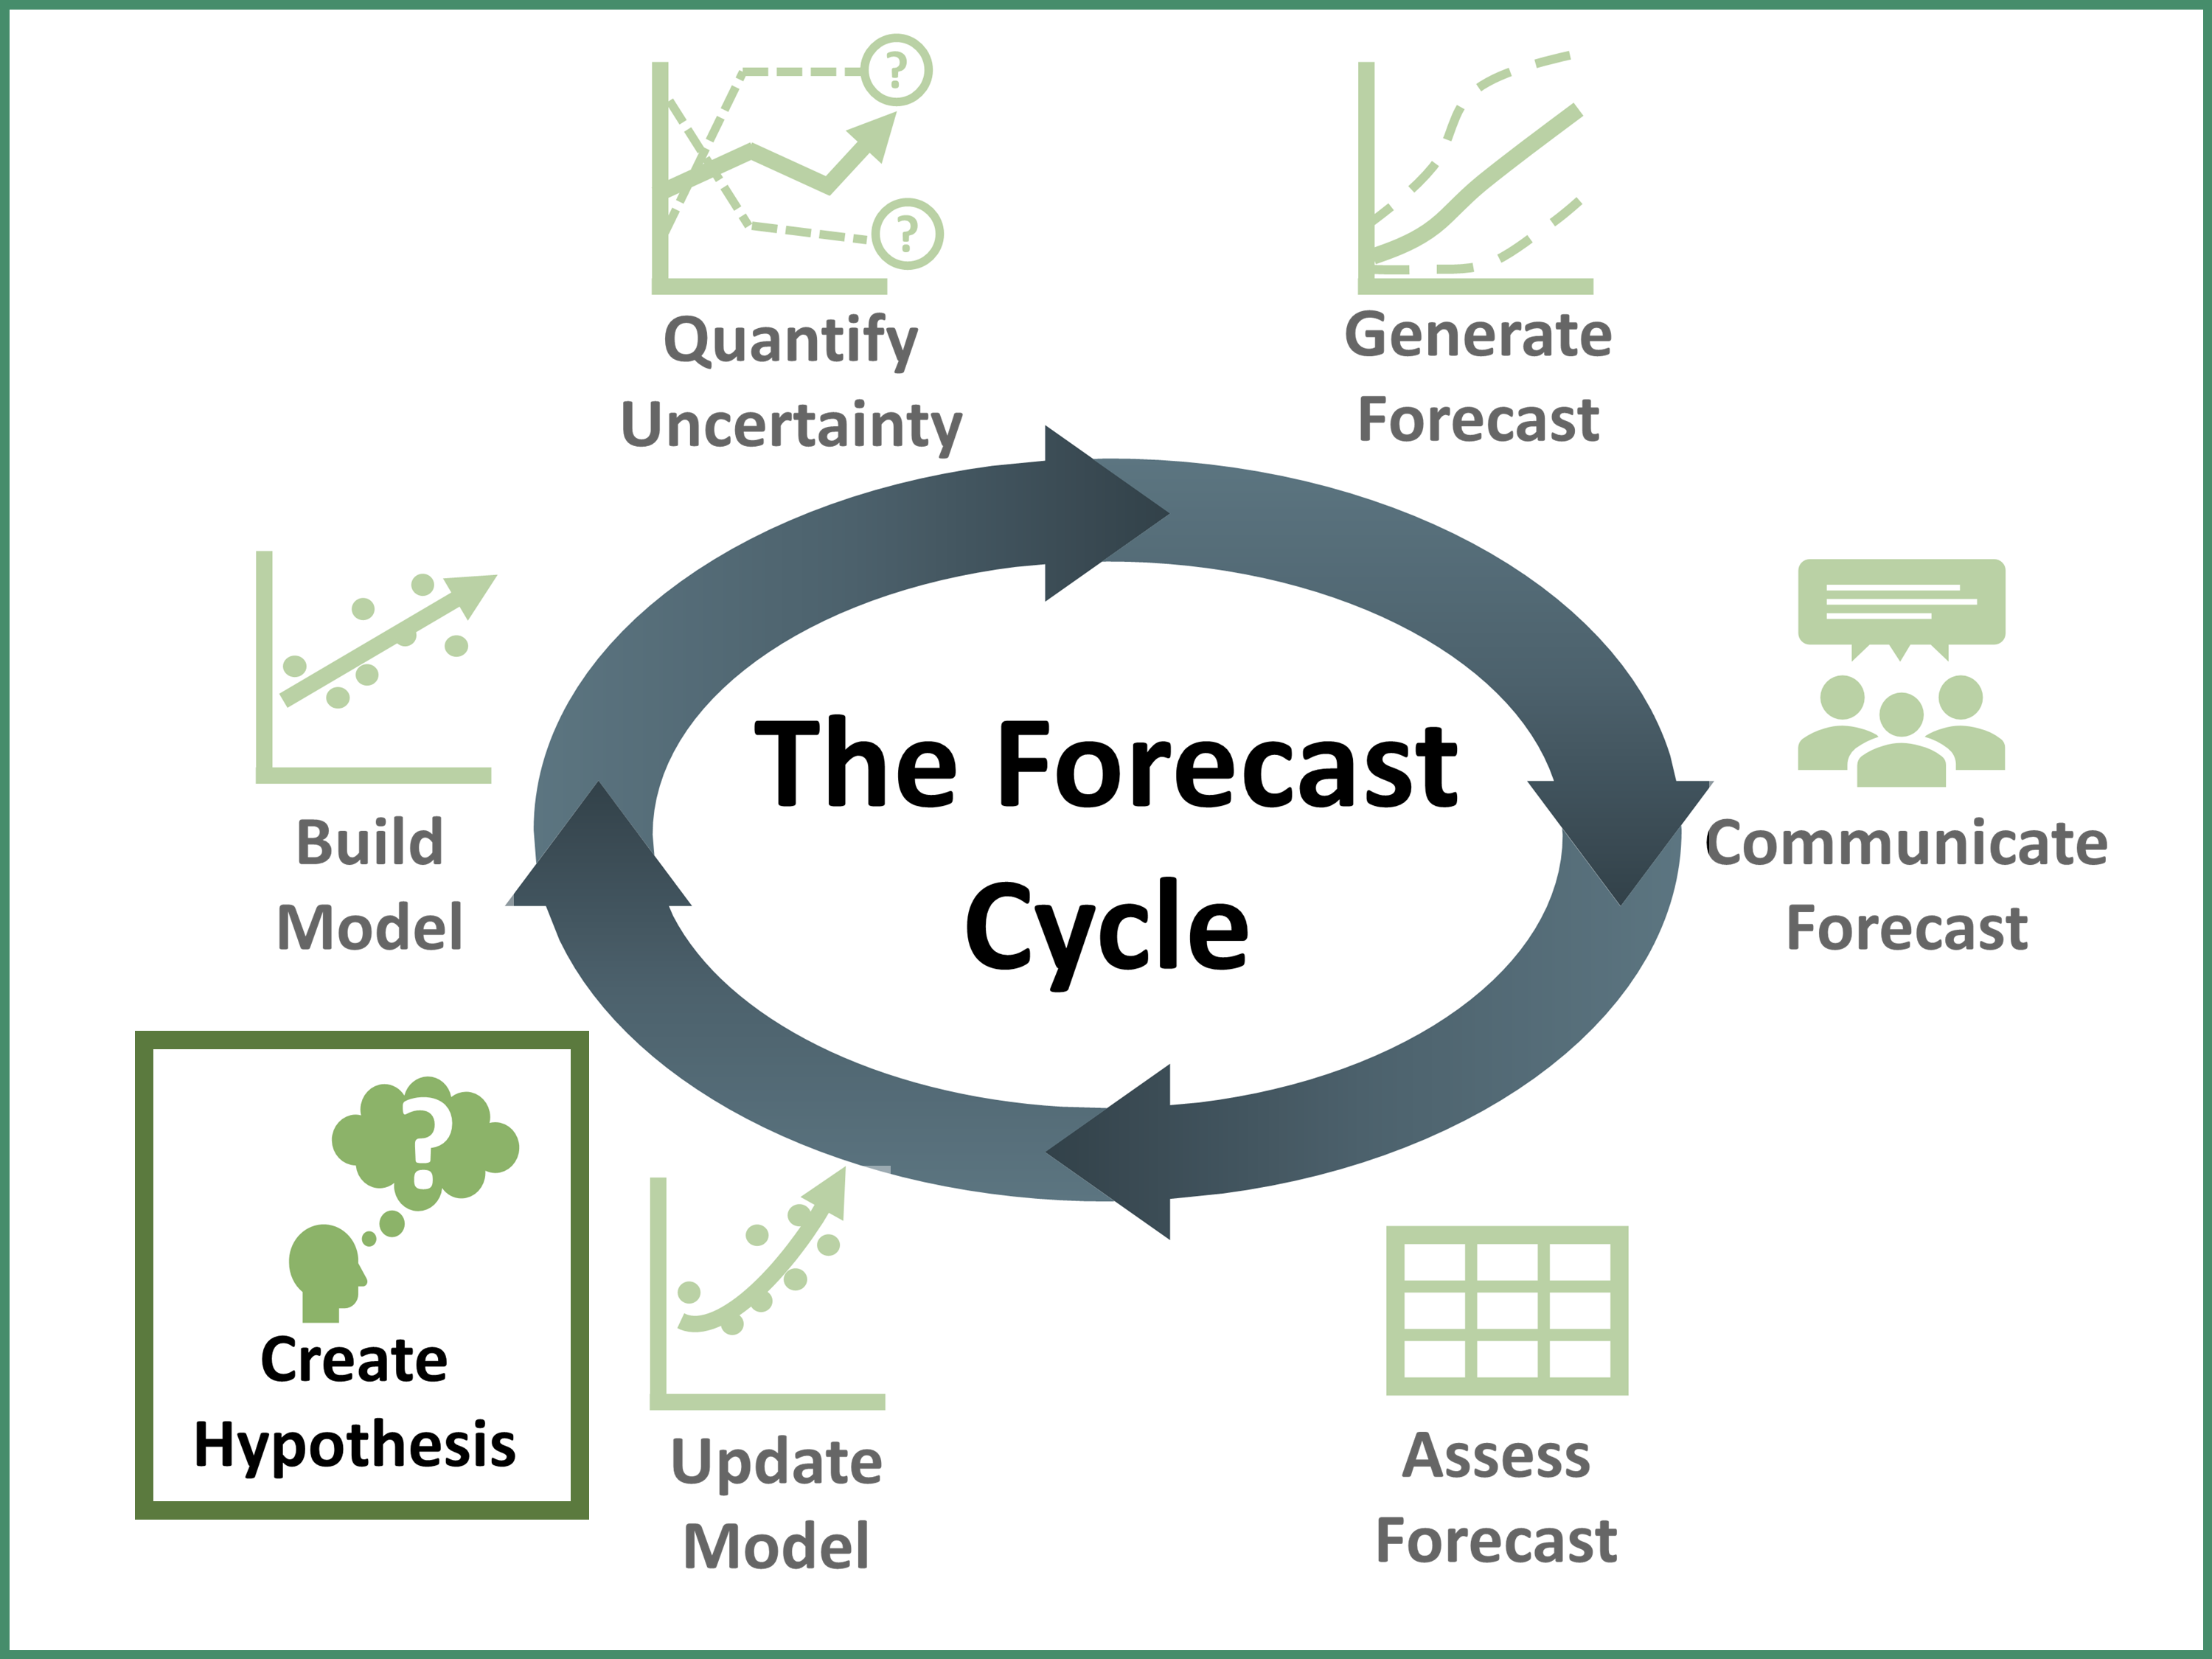 ?
?
Quantify
Uncertainty
Generate
Forecast
The Forecast
Cycle
Build
Model
Communicate
Forecast
?
Create
Hypothesis
Update
Model
Assess
Forecast